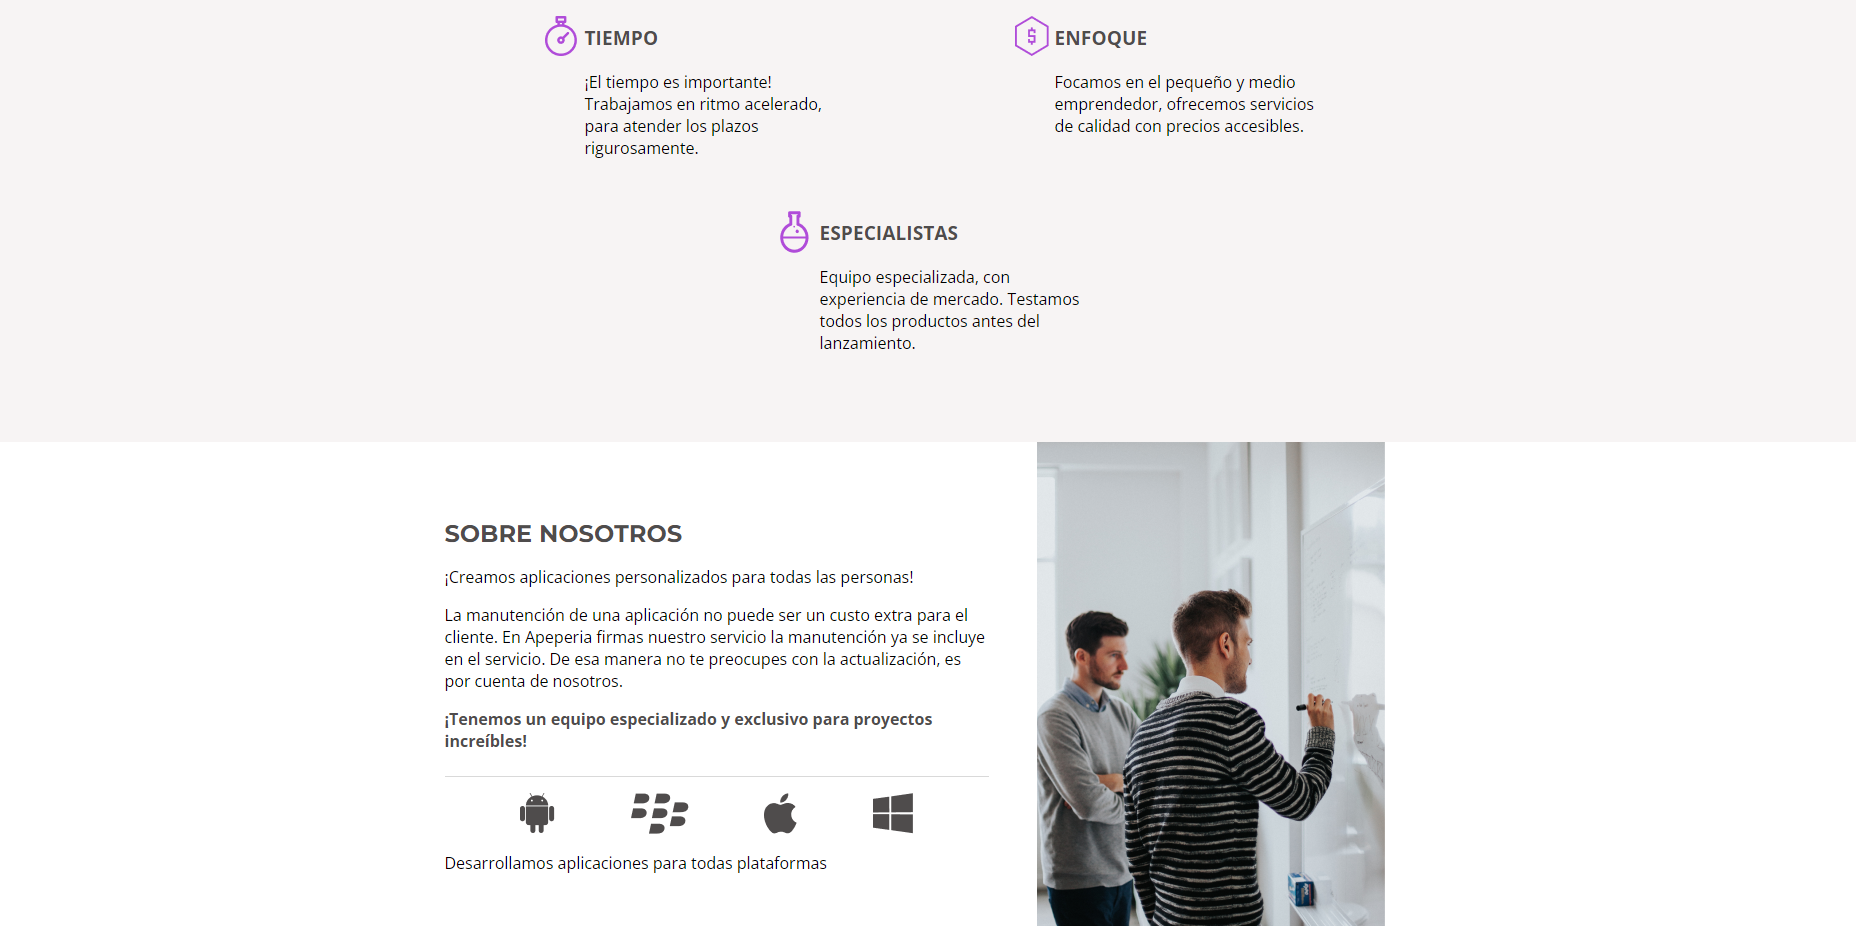 TIEMPO
¡El tiempo es importante!
Trabajamos en ritmo acelerado,
para atender los plazos
rigurosamente.
ENFOQUE
Focamos en el pequeño y medio
emprendedor, ofrecemos servicios
de calidad con precios accesibles.
ESPECIALISTAS
Equipo especializada, con
experiencia de mercado. Testamos
todos los productos antes del
lanzamiento.
SOBRE NOSOTROS
¡Creamos aplicaciones personalizados para todas las personas!
La manutención de una aplicación no puede ser un custo extra para el
cliente. En Apeperia firmas nuestro servicio la manutención ya se incluye
en el servicio. De esa manera no te preocupes con la actualización, es
por cuenta de nosotros.
¡Tenemos un equipo especializado y exclusivo para proyectos
increíbles!
Desarrollamos aplicaciones para todas plataformas